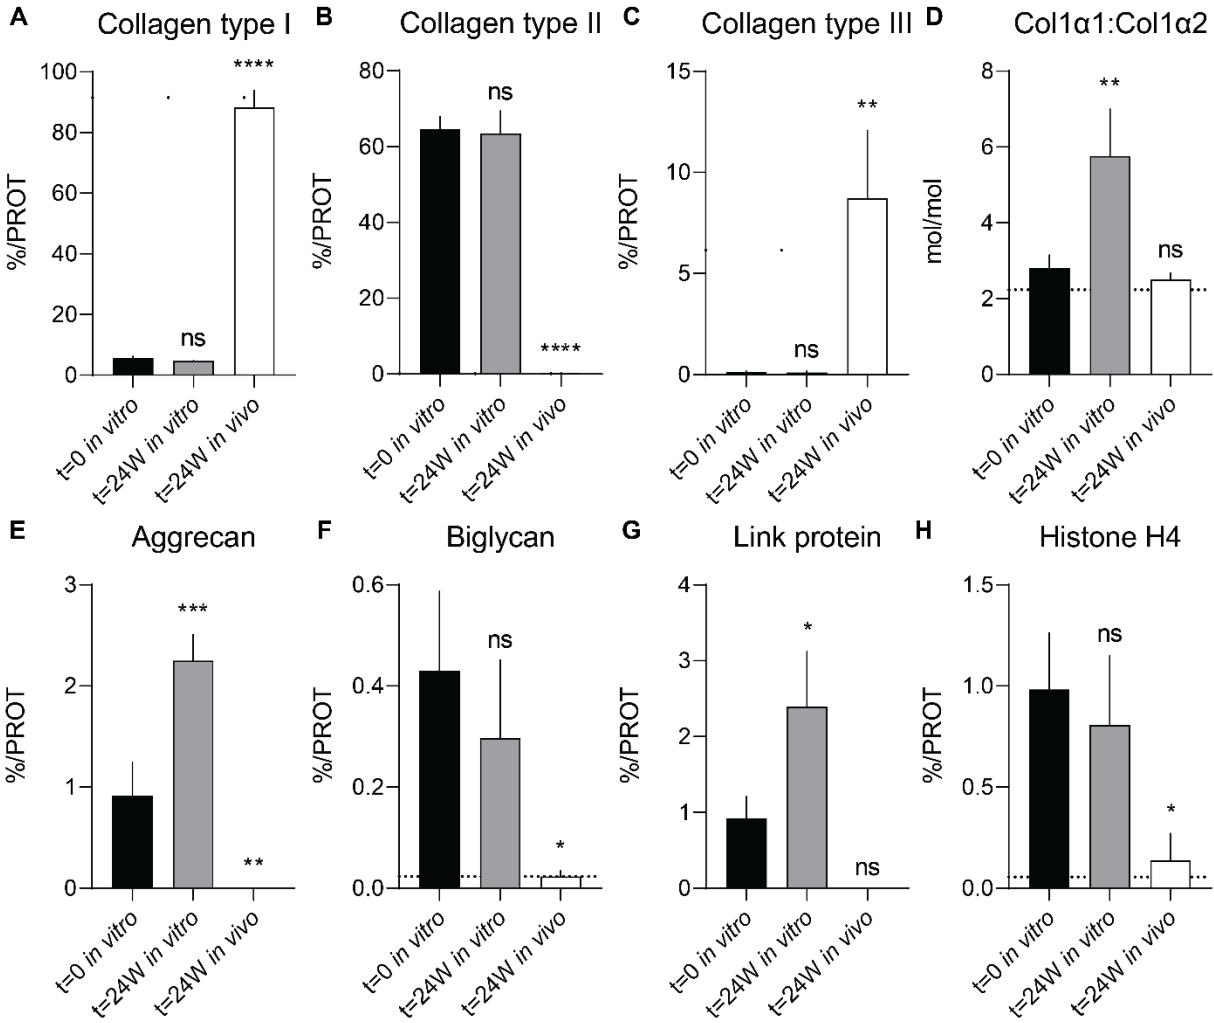 A Collagen type I
100
80
60
40
20
0
%/PROT
****
ns
t=0 in vitro
t=24W in vitro
t=24W in vivo
B Collagen type II
80
60
40
20
0
%/PROT
ns
****
t=0 in vitro
t=24W in vitro
t=24W in vivo
C Collagen type III
15
10
5
0
%/PROT
**
ns
t=0 in vitro
t=24W in vitro
t=24W in vivo
D Col1α1:Col1α2
8
6
4
2
0
mol/mol
**
ns
t=0 in vitro
t=24W in vitro
t=24W in vivo
E Aggrecan
3
2
1
0
%/PROT
***
**
t=0 in vitro
t=24W in vitro
t=24W in vivo
F Biglycan
0.6
0.4
0.2
0.0
%/PROT
ns
*
t=0 in vitro
t=24W in vitro
t=24W in vivo
G Link protein
4
3
2
1
0
%/PROT
*
ns
t=0 in vitro
t=24W in vitro
t=24W in vivo
H Histone H4
1.5
1.0
0.5
0.0
%/PROT
ns
*
t=0 in vitro
t=24W in vitro
t=24W in vivo